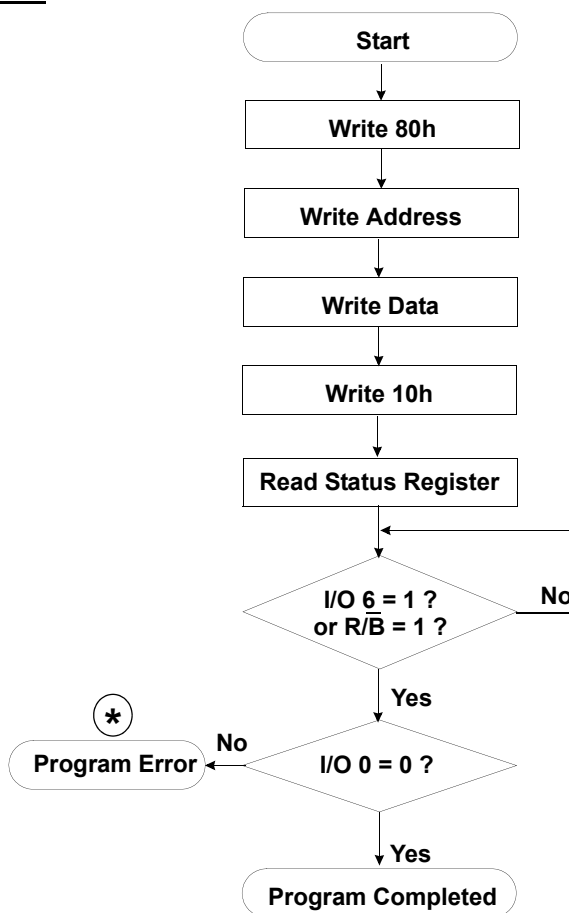 Start
Write 80h
Write Address
Write Data
Write 10h
Read Status Register
I/O 6 = 1 ?
or R/B̅ = 1 ?
No
Yes
*
No
Program Error
I/O 0 = 0 ?
Yes
Program Completed